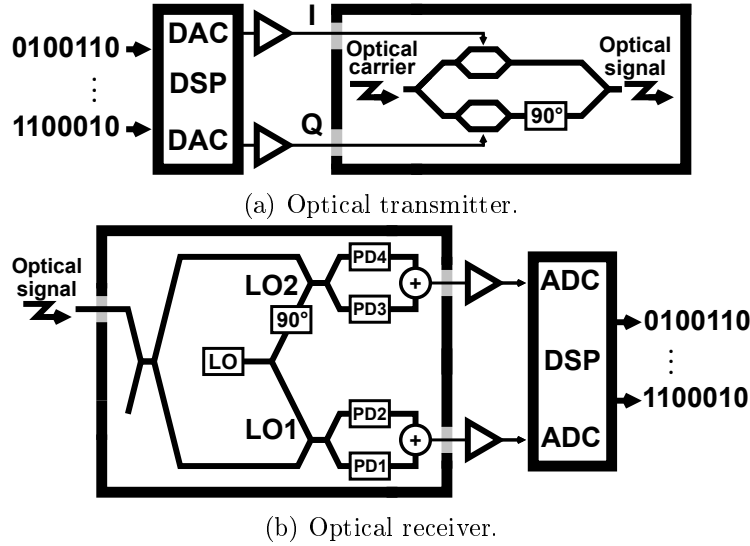 0100110
⋮
1100010
DAC
DSP
DAC
I
Q
Optical
carrier
90°
Optical
signal
(a) Optical transmitter.
Optical
signal
LO
90°
LO2
LO1
PD4
PD3
PD2
PD1
+
+
ADC
DSP
ADC
0100110
⋮
1100010
(b) Optical receiver.